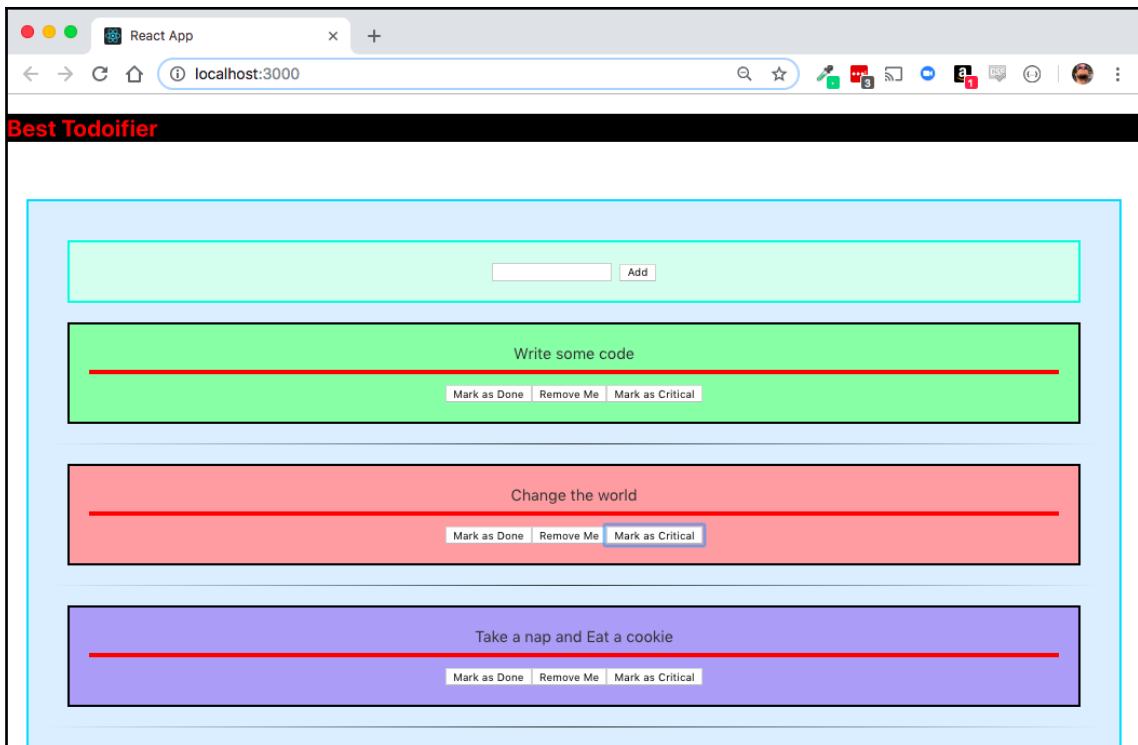 React App
localhost:3000
3
1
Best Todoifier
Add
Write some code
Mark as Done Remove Me Mark as Critical
Change the world
Mark as Done Remove Me Mark as Critical
Take a nap and Eat a cookie
Mark as Done Remove Me Mark as Critical